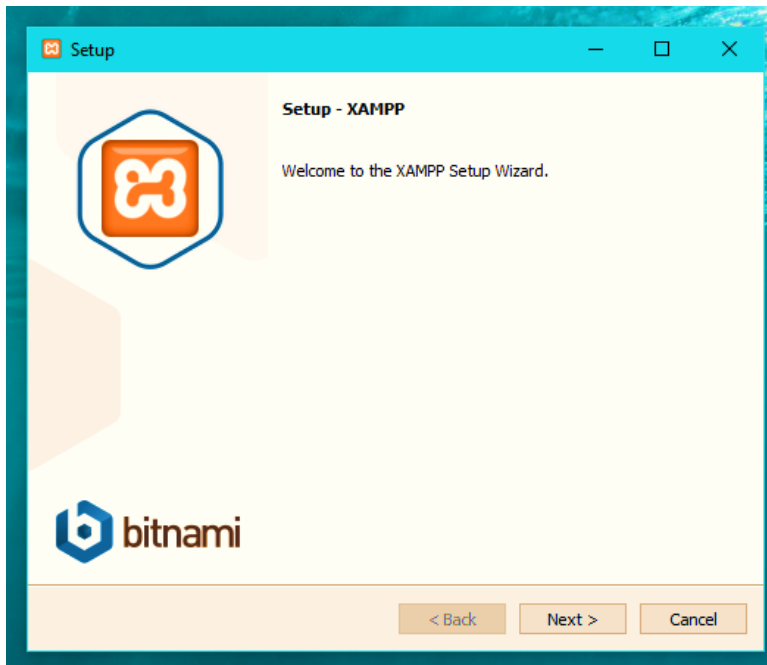 Setup
Setup - XAMPP
Welcome to the XAMPP Setup Wizard.
bitnami
< Back
Next >
Cancel